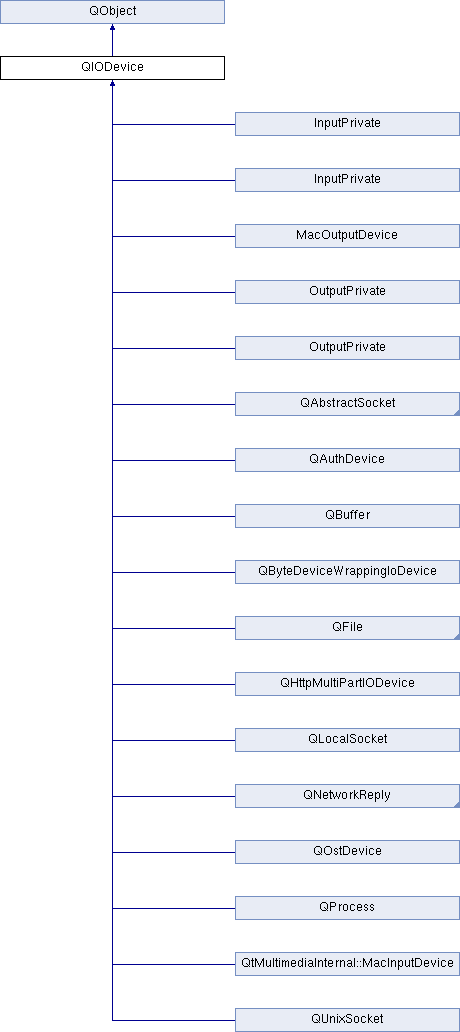 QObject
QIODevice
InputPrivate
InputPrivate
MacOutputDevice
OutputPrivate
OutputPrivate
QAbstractSocket
QAuthDevice
QBuffer
QByteDeviceWrappingIoDevice
QFile
QHttpMultiPartIODevice
QLocalSocket
QNetworkReply
QOstDevice
QProcess
QtMultimediaInternal::MacInputDevice
QUnixSocket